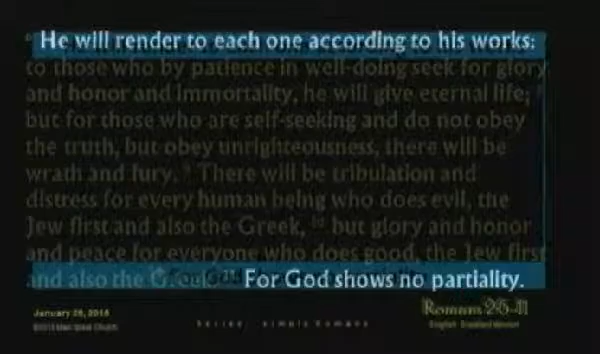 He will render to each one according to his works:
to those who by patience in well-doing seek for glory
and honor and immortality, he will give eternal life;
but for those who are self-seeking and do not obey
the truth, but obey unrighteousness, there will be
wrath and fury. There will be tribulation and
distress for every human being who does evil, the
Jew first and also the Greek, but glory and honor
and peace for everyone who does good, the Jew first
and also the Greek. For God shows no partiality.
January 25, 2015
Romans 2:5-11
English Standard Version